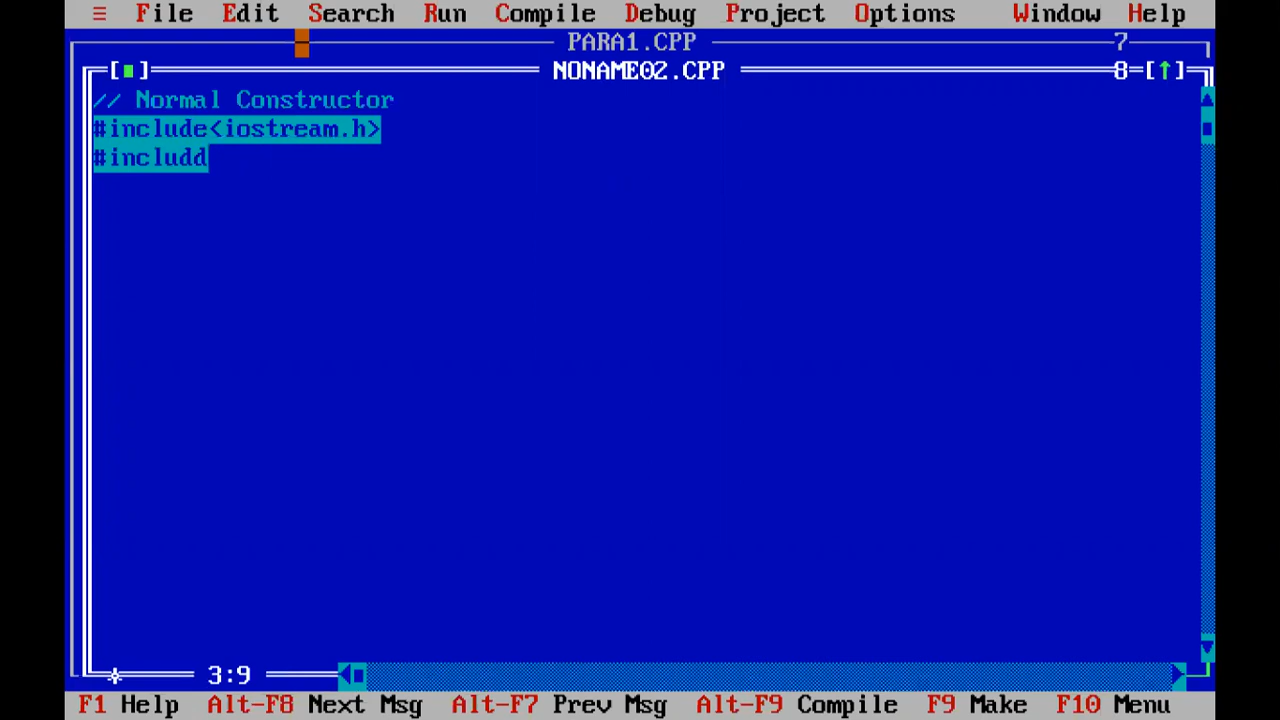 ≡ File Edit Search Run Compile Debug Project Options Window Help
PARA1.CPP 7
[■] NONAME02.CPP 8=[↑]
// Normal Constructor
#include<iostream.h>
#includd
* 3:9
F1 Help Alt-F8 Next Msg Alt-F7 Prev Msg Alt-F9 Compile F9 Make F10 Menu